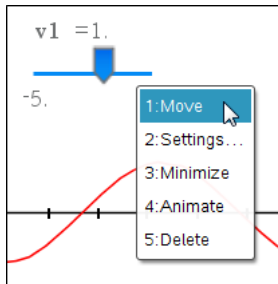 v1 =1.
-5.
1:Move
2:Settings...
3:Minimize
4:Animate
5:Delete